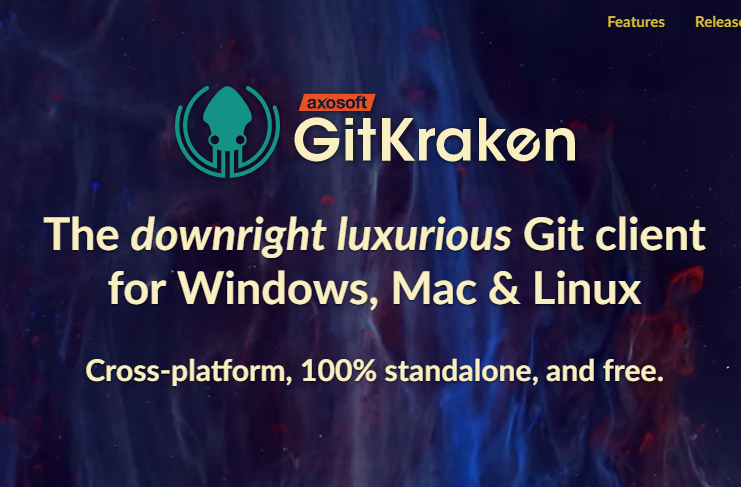 Features
axosoft
GitKraken
The downright luxurious Git client
for Windows, Mac & Linux
Cross-platform, 100% standalone, and free.